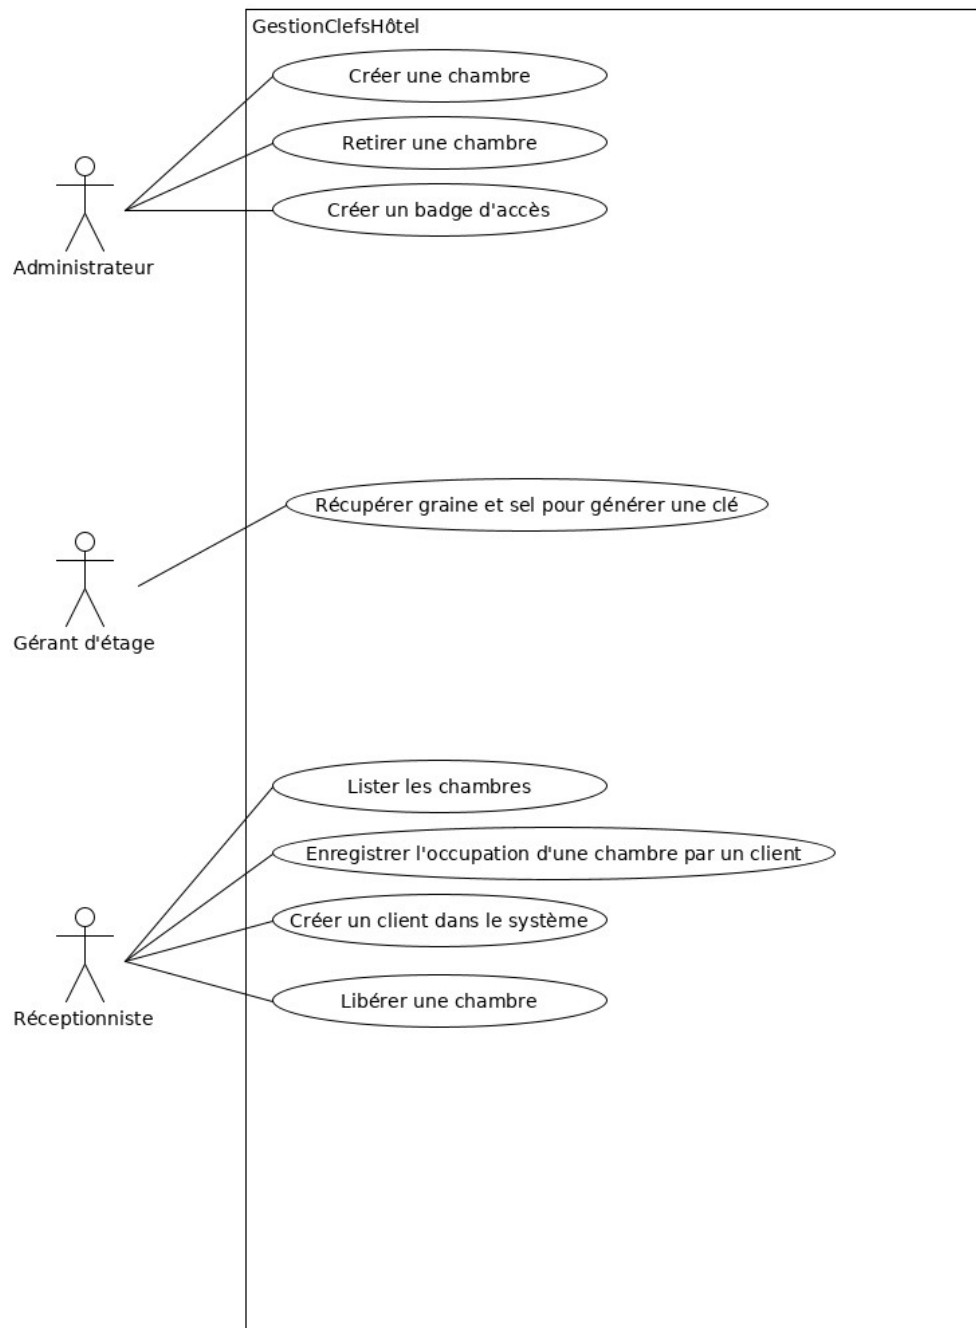 GestionClefsHôtel
Créer une chambre
Retirer une chambre
Créer un badge d'accès
Administrateur
Récupérer graine et sel pour générer une clé
Gérant d'étage
Lister les chambres
Enregistrer l'occupation d'une chambre par un client
Créer un client dans le système
Libérer une chambre
Réceptionniste